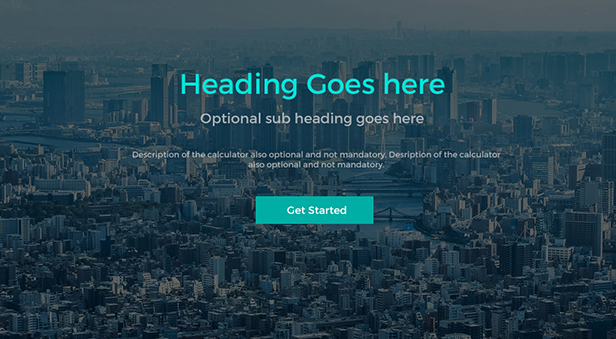 Heading Goes here
Optional sub heading goes here
Description of the calculator also optional and not mandatory. Desription of the calculator
also optional and not mandatory.
Get Started